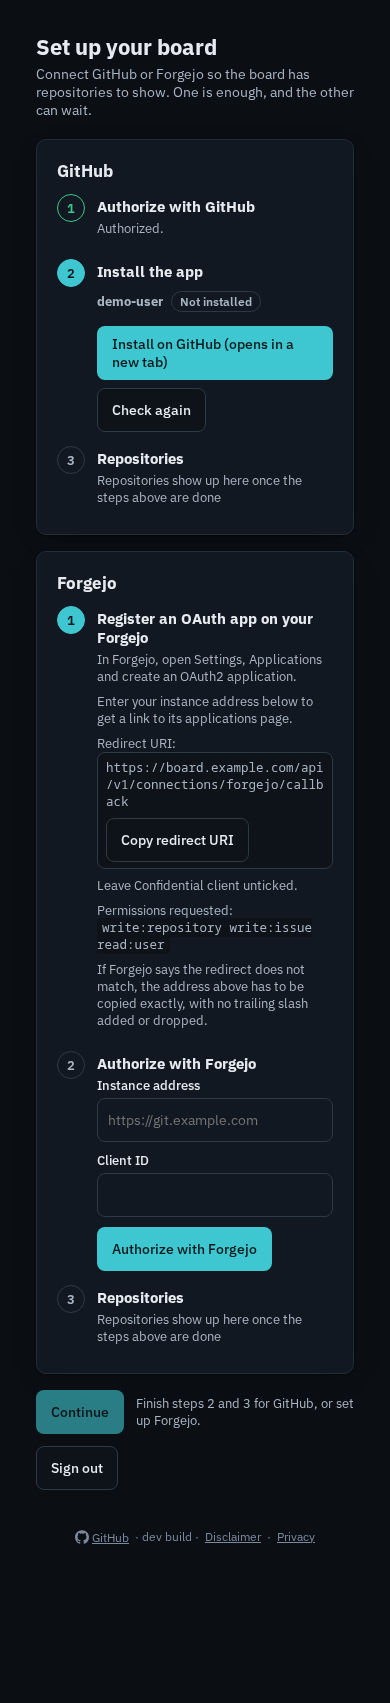 Set up your board
Connect GitHub or Forgejo so the board has
repositories to show. One is enough, and the other
can wait.
GitHub
1
Authorize with GitHub
Authorized.
2
Install the app
demo-user Not installed
Install on GitHub (opens in a
new tab)
Check again
3
Repositories
Repositories show up here once the
steps above are done
Forgejo
1
Register an OAuth app on your
Forgejo
In Forgejo, open Settings, Applications
and create an OAuth2 application.
Enter your instance address below to
get a link to its applications page.
Redirect URI:
https://board.example.com/api
/v1/connections/forgejo/callb
ack
Copy redirect URI
Leave Confidential client unticked.
Permissions requested:
write:repository write:issue
read:user
If Forgejo says the redirect does not
match, the address above has to be
copied exactly, with no trailing slash
added or dropped.
2
Authorize with Forgejo
Instance address
https://git.example.com
Client ID
Authorize with Forgejo
3
Repositories
Repositories show up here once the
steps above are done
Continue
Finish steps 2 and 3 for GitHub, or set
up Forgejo.
Sign out
GitHub · dev build · Disclaimer · Privacy